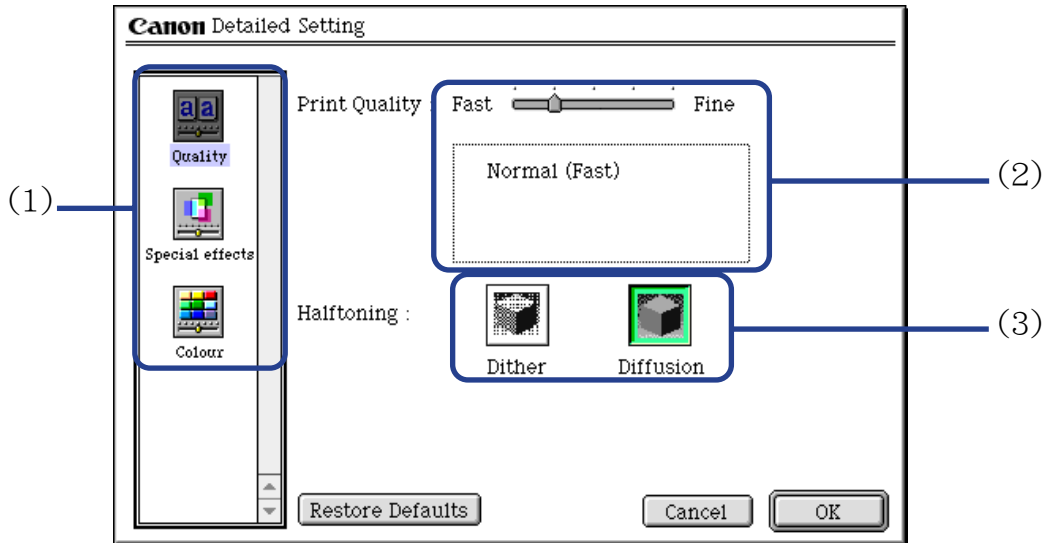 Canon Detailed Setting
aa
Quality
Special effects
Colour
(1)
Print Quality : Fast Fine
Normal (Fast)
(2)
Halftoning :
Dither Diffusion
(3)
Restore Defaults Cancel OK